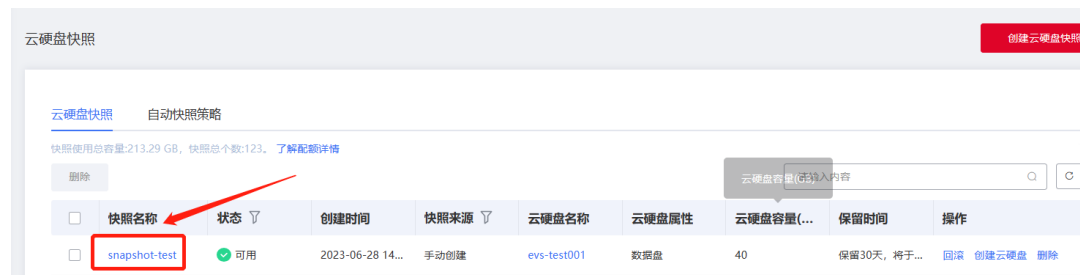 云硬盘快照
创建云硬盘快照
云硬盘快照 自动快照策略
快照使用总容量:213.29 GB，快照总个数:123。 了解配额详情
删除 云硬盘容量(GB) 输入内容
快照名称 状态 创建时间 快照来源 云硬盘名称 云硬盘属性 云硬盘容量(... 保留时间 操作
snapshot-test 可用 2023-06-28 14... 手动创建 evs-test001 数据盘 40 保留30天，将于... 回滚 创建云硬盘 删除